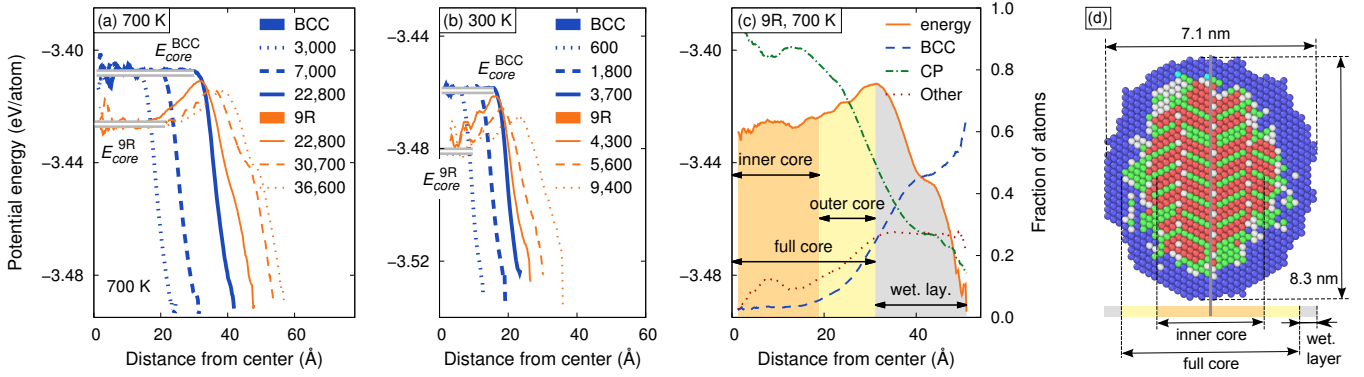 (a) 700 K
E_core^BCC
E_core^9R
700 K
BCC
3,000
7,000
22,800
9R
22,800
30,700
36,600
−3.40
−3.44
−3.48
Potential energy (eV/atom)
0 20 40 60
Distance from center (Å)
(b) 300 K
E_core^BCC
E_core^9R
BCC
600
1,800
3,700
9R
4,300
5,600
9,400
−3.44
−3.48
−3.52
0 20 40 60
Distance from center (Å)
(c) 9R, 700 K
energy
BCC
CP
Other
inner core
outer core
full core
wet. lay.
−3.40
−3.44
−3.48
0 20 40
Distance from center (Å)
1.0
0.8
0.6
0.4
0.2
0.0
Fraction of atoms
(d)
7.1 nm
8.3 nm
inner core
full core
wet.
layer